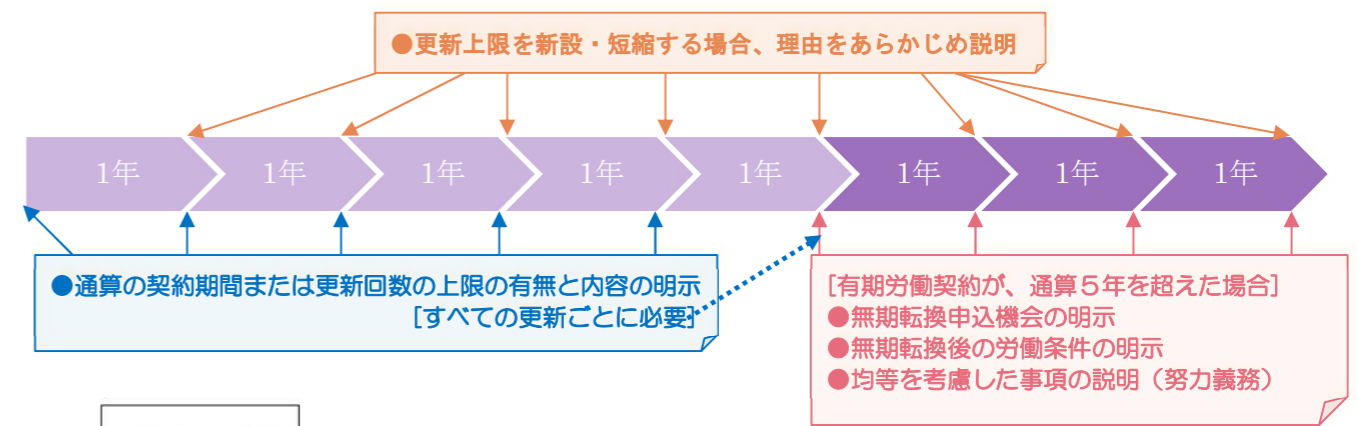 ●更新上限を新設・短縮する場合、理由をあらかじめ説明
1年
1年
1年
1年
1年
1年
1年
1年
●通算の契約期間または更新回数の上限の有無と内容の明示
[すべての更新ごとに必要]
[有期労働契約が、通算５年を超えた場合]
●無期転換申込機会の明示
●無期転換後の労働条件の明示
●均等を考慮した事項の説明（努力義務）